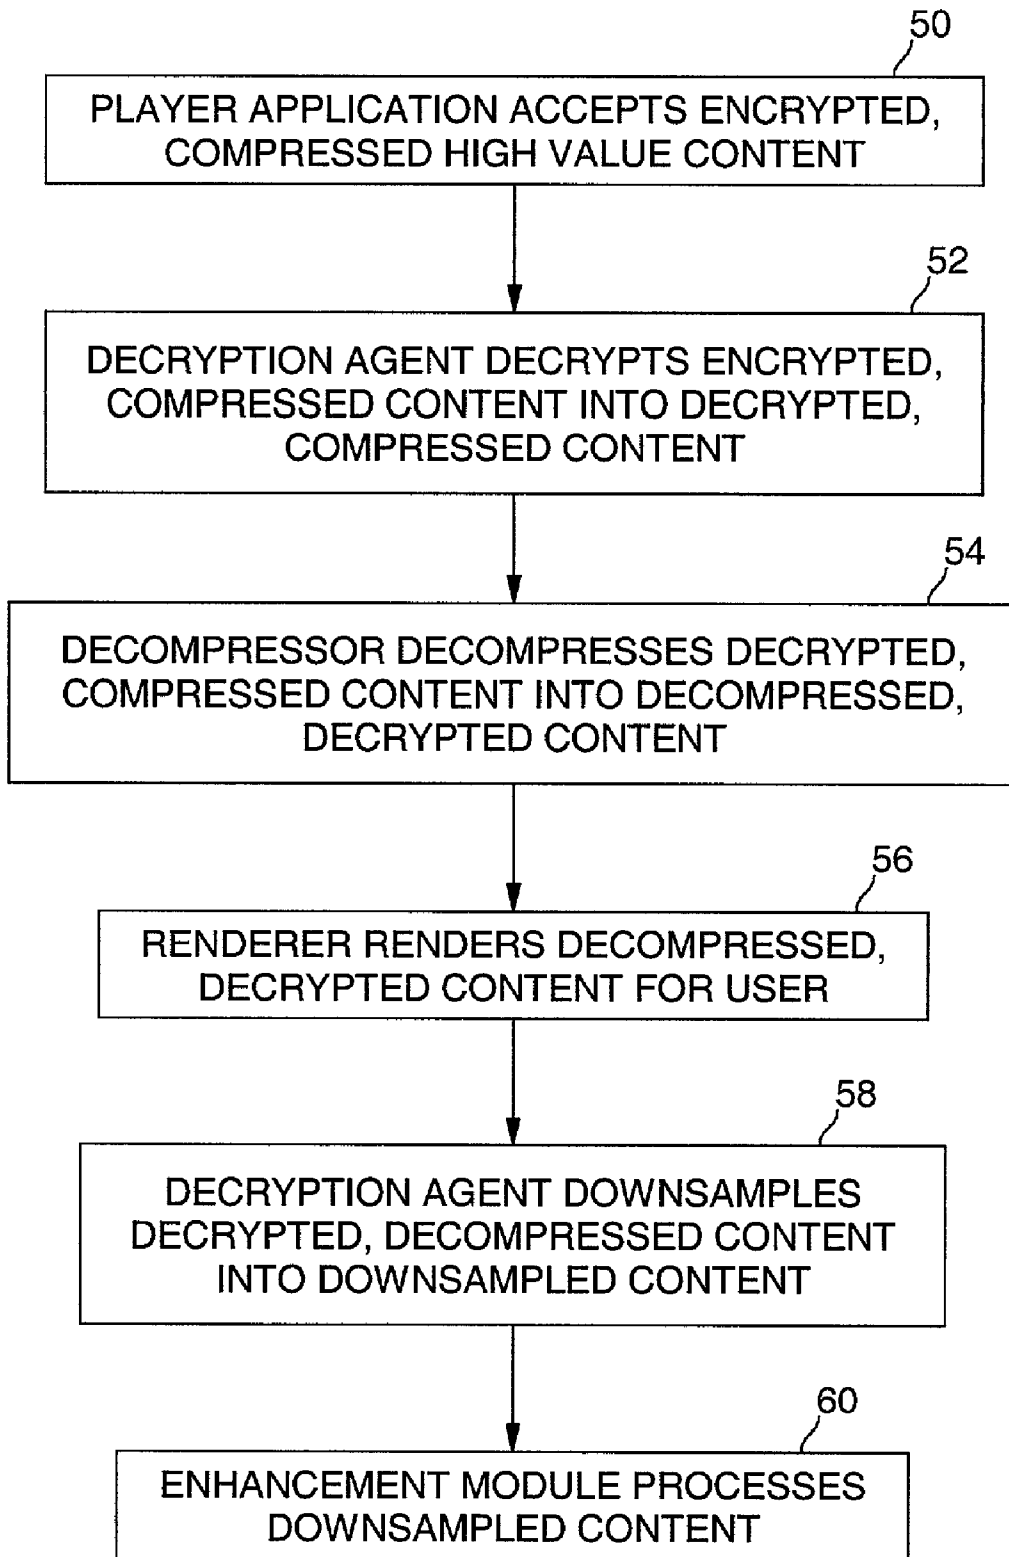 50
PLAYER APPLICATION ACCEPTS ENCRYPTED,
COMPRESSED HIGH VALUE CONTENT
52
DECRYPTION AGENT DECRYPTS ENCRYPTED,
COMPRESSED CONTENT INTO DECRYPTED,
COMPRESSED CONTENT
54
DECOMPRESSOR DECOMPRESSES DECRYPTED,
COMPRESSED CONTENT INTO DECOMPRESSED,
DECRYPTED CONTENT
56
RENDERER RENDERS DECOMPRESSED,
DECRYPTED CONTENT FOR USER
58
DECRYPTION AGENT DOWNSAMPLES
DECRYPTED, DECOMPRESSED CONTENT
INTO DOWNSAMPLED CONTENT
60
ENHANCEMENT MODULE PROCESSES
DOWNSAMPLED CONTENT